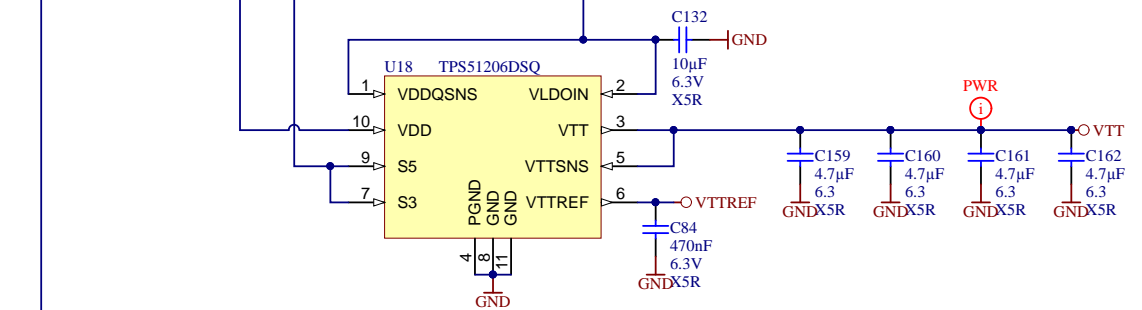 C132
GND
10µF
6.3V
X5R
U18 TPS51206DSQ
PWR
i
1 VDDQSNS VLDOIN 2
10 VDD VTT 3
VTT
9 S5 VTTSNS 5
7 S3 VTTREF 6
VTTREF
PGND
GND
GND
4
8
11
GND
C84
470nF
6.3V
X5R
GND
C159
4.7µF
6.3
X5R
GND
C160
4.7µF
6.3
X5R
GND
C161
4.7µF
6.3
X5R
GND
C162
4.7µF
6.3
X5R
GND